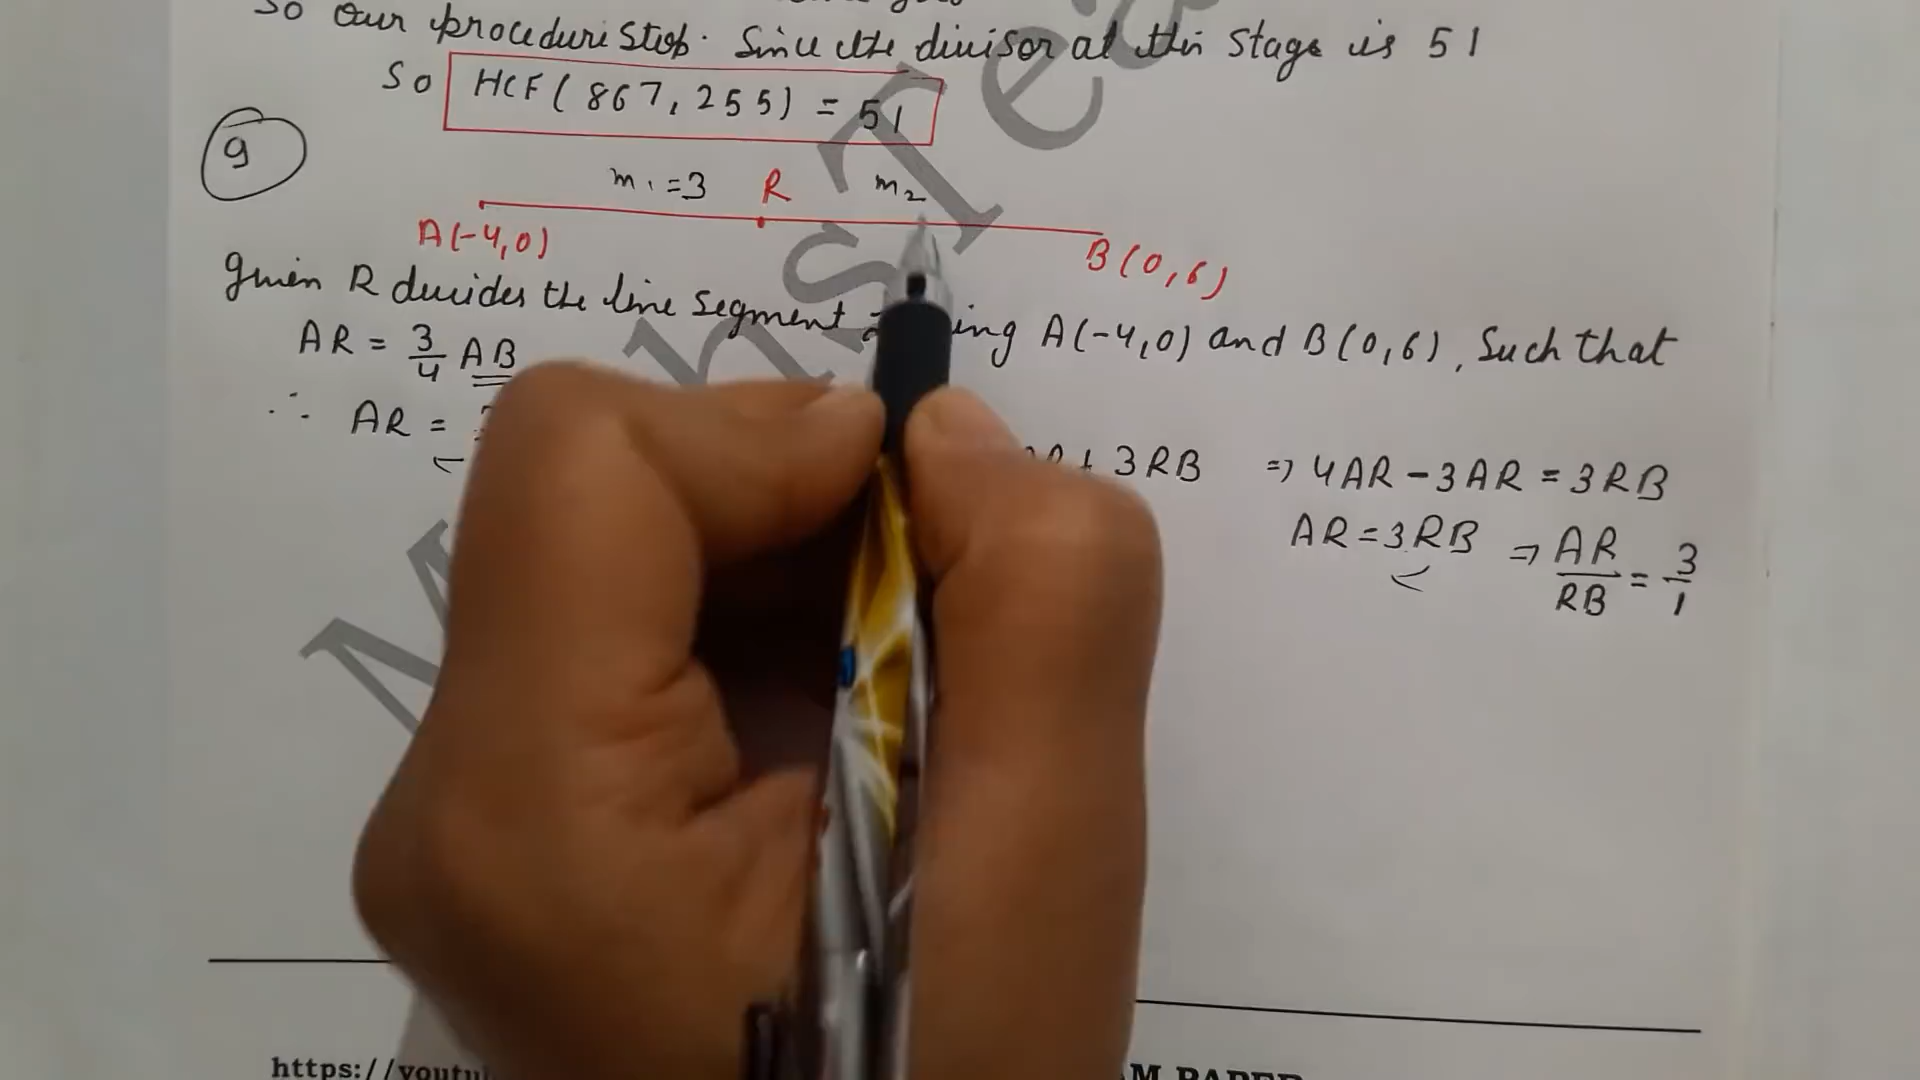 So our procedure stop. Since the divisor at this stage is 51
So HCF(867,255) = 51
9
m1=3 R m2
A(-4,0) B(0,6)
given R divides the line segment ing A(-4,0) and B(0,6), Such that
AR = 3/4 AB
∴ AR = + 3RB ⇒ 4AR - 3AR = 3RB
AR = 3RB ⇒ AR/RB = 3/1
https://youtu M PAPER